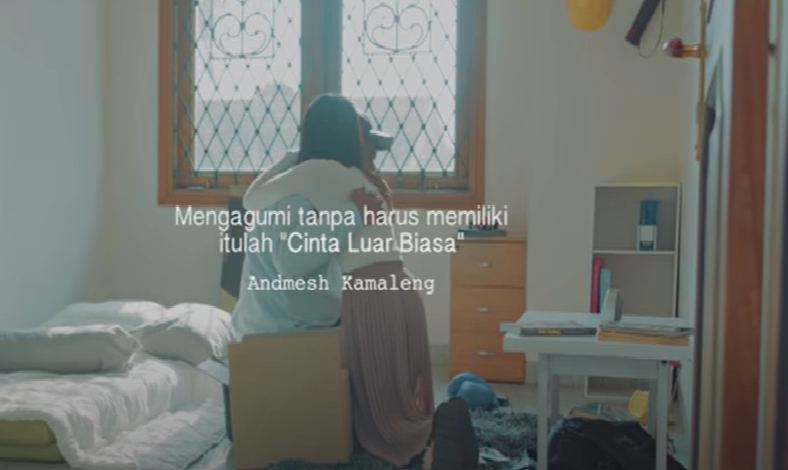 Mengagumi tanpa harus memiliki
itulah "Cinta Luar Biasa"
Andmesh Kamaleng